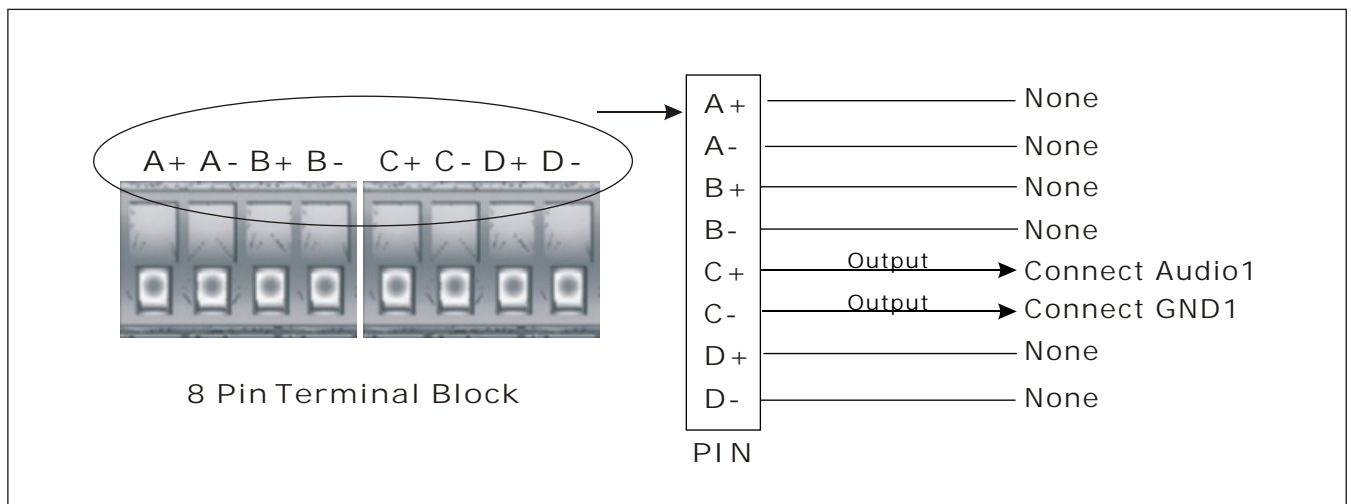 A+ A- B+ B- C+ C- D+ D-
8 Pin Terminal Block
A+ None
A- None
B+ None
B- None
C+ Output Connect Audio1
C- Output Connect GND1
D+ None
D- None
PIN